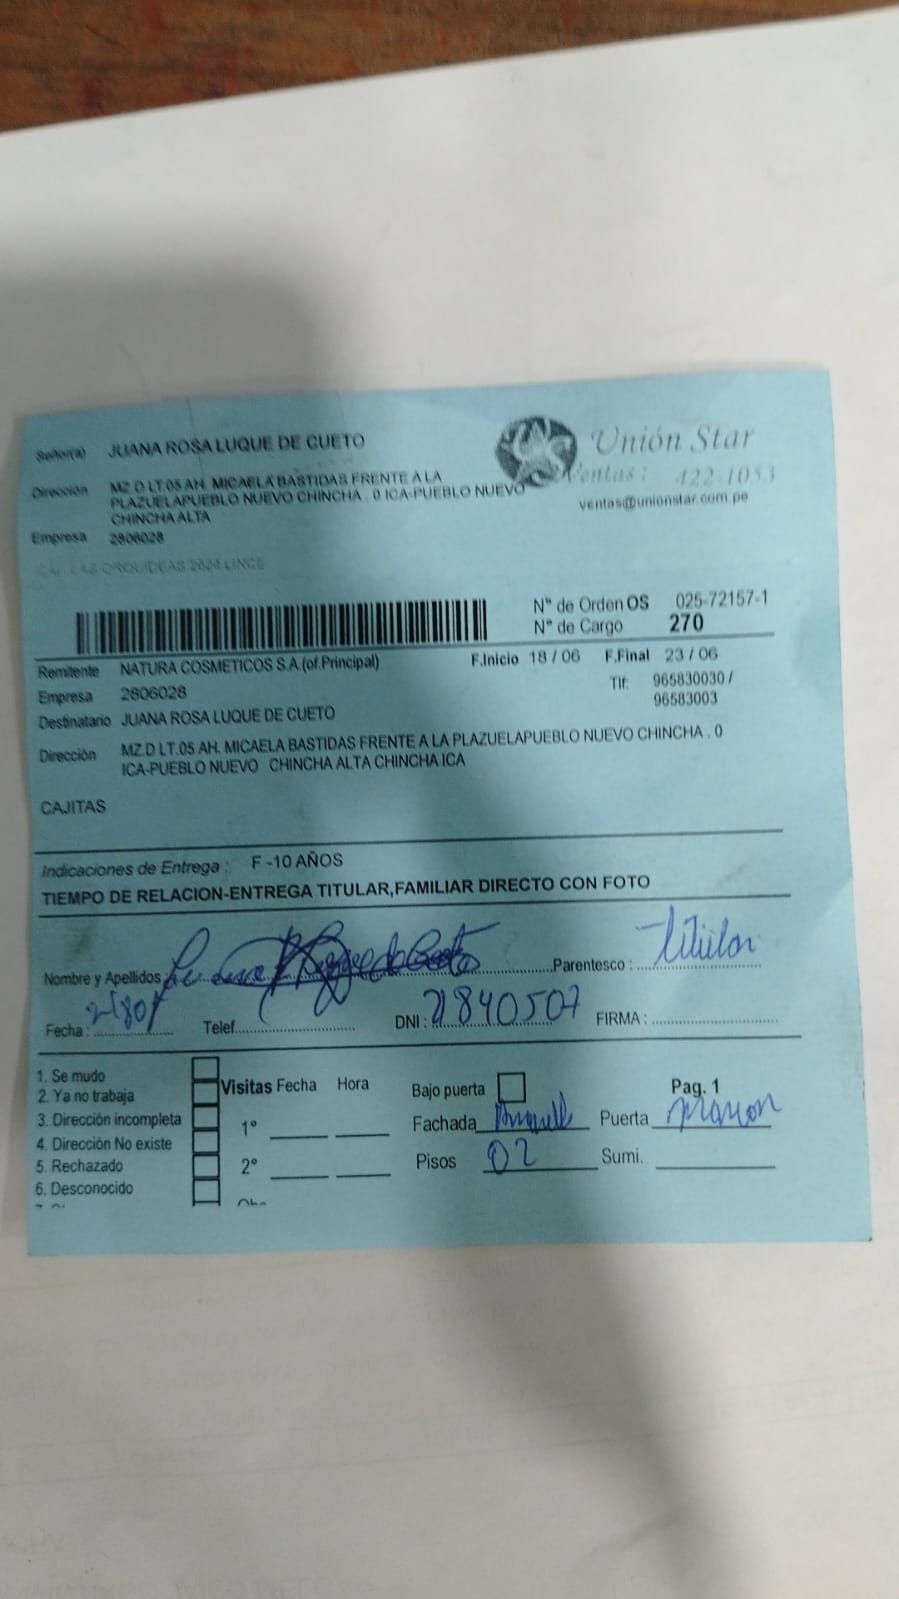 Señor(a) JUANA ROSA LUQUE DE CUETO
Unión Star
Ventas: 422-1053
ventas@unionstar.com.pe
Dirección MZ D LT.05 AH. MICAELA BASTIDAS FRENTE A LA
PLAZUELAPUEBLO NUEVO CHINCHA . 0 ICA-PUEBLO NUEVO
CHINCHA ALTA
Empresa 2806028
CAL LAS ORQUIDEAS 2624 LINCE
Nª de Orden OS 025-72157-1
Nª de Cargo 270
Remitente NATURA COSMETICOS S.A.(of.Principal) F.Inicio 18 / 06 F.Final 23 / 06
Empresa 2806028 Tlf: 965830030 /
96583003
Destinatario JUANA ROSA LUQUE DE CUETO
Dirección MZ.D LT.05 AH. MICAELA BASTIDAS FRENTE A LA PLAZUELAPUEBLO NUEVO CHINCHA . 0
ICA-PUEBLO NUEVO CHINCHA ALTA CHINCHA ICA
CAJITAS
Indicaciones de Entrega : F -10 AÑOS
TIEMPO DE RELACION-ENTREGA TITULAR,FAMILIAR DIRECTO CON FOTO
Nombre y Apellidos Parentesco : titular
Fecha : Telef. DNI : 21840507 FIRMA :
1. Se mudo
2. Ya no trabaja
3. Dirección incompleta
4. Dirección No existe
5. Rechazado
6. Desconocido
Visitas Fecha Hora
1°
2°
Bajo puerta Pag. 1
Fachada Puerta marron
Pisos 02 Sumi.